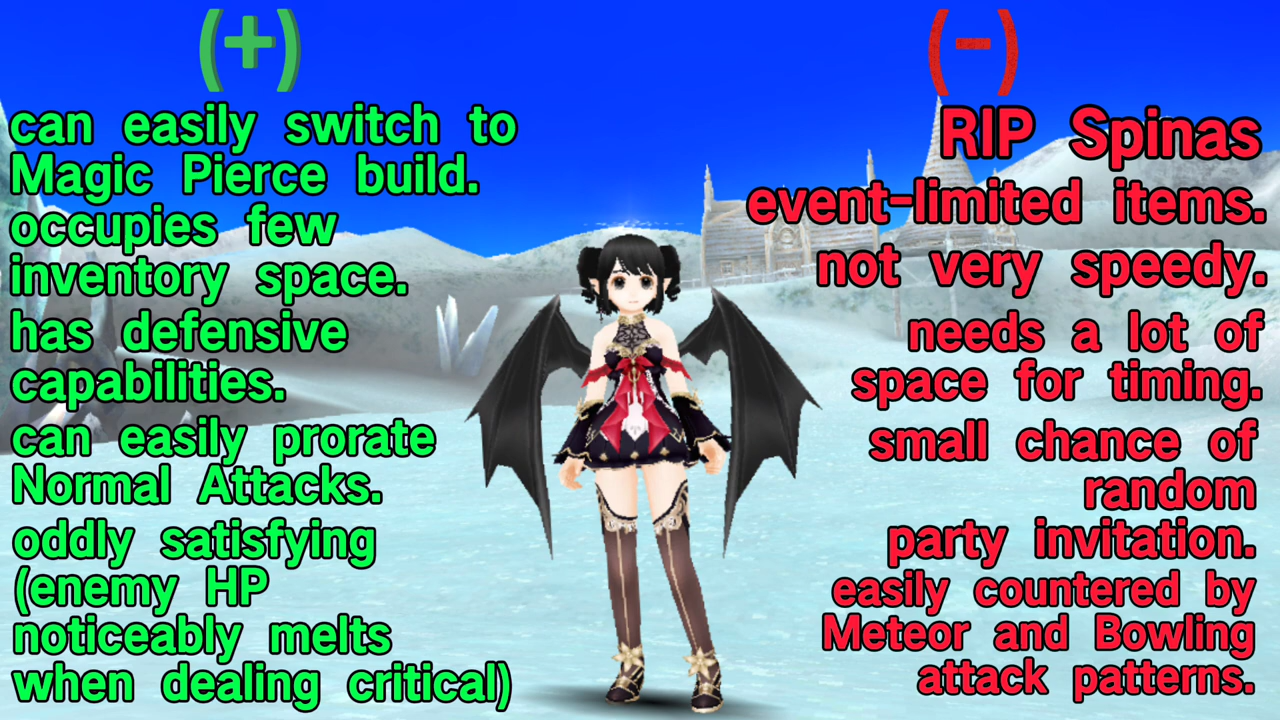 (+)
can easily switch to
Magic Pierce build.
occupies few
inventory space.
has defensive
capabilities.
can easily prorate
Normal Attacks.
oddly satisfying
(enemy HP
noticeably melts
when dealing critical)
(-)
RIP Spinas
event-limited items.
not very speedy.
needs a lot of
space for timing.
small chance of
random
party invitation.
easily countered by
Meteor and Bowling
attack patterns.